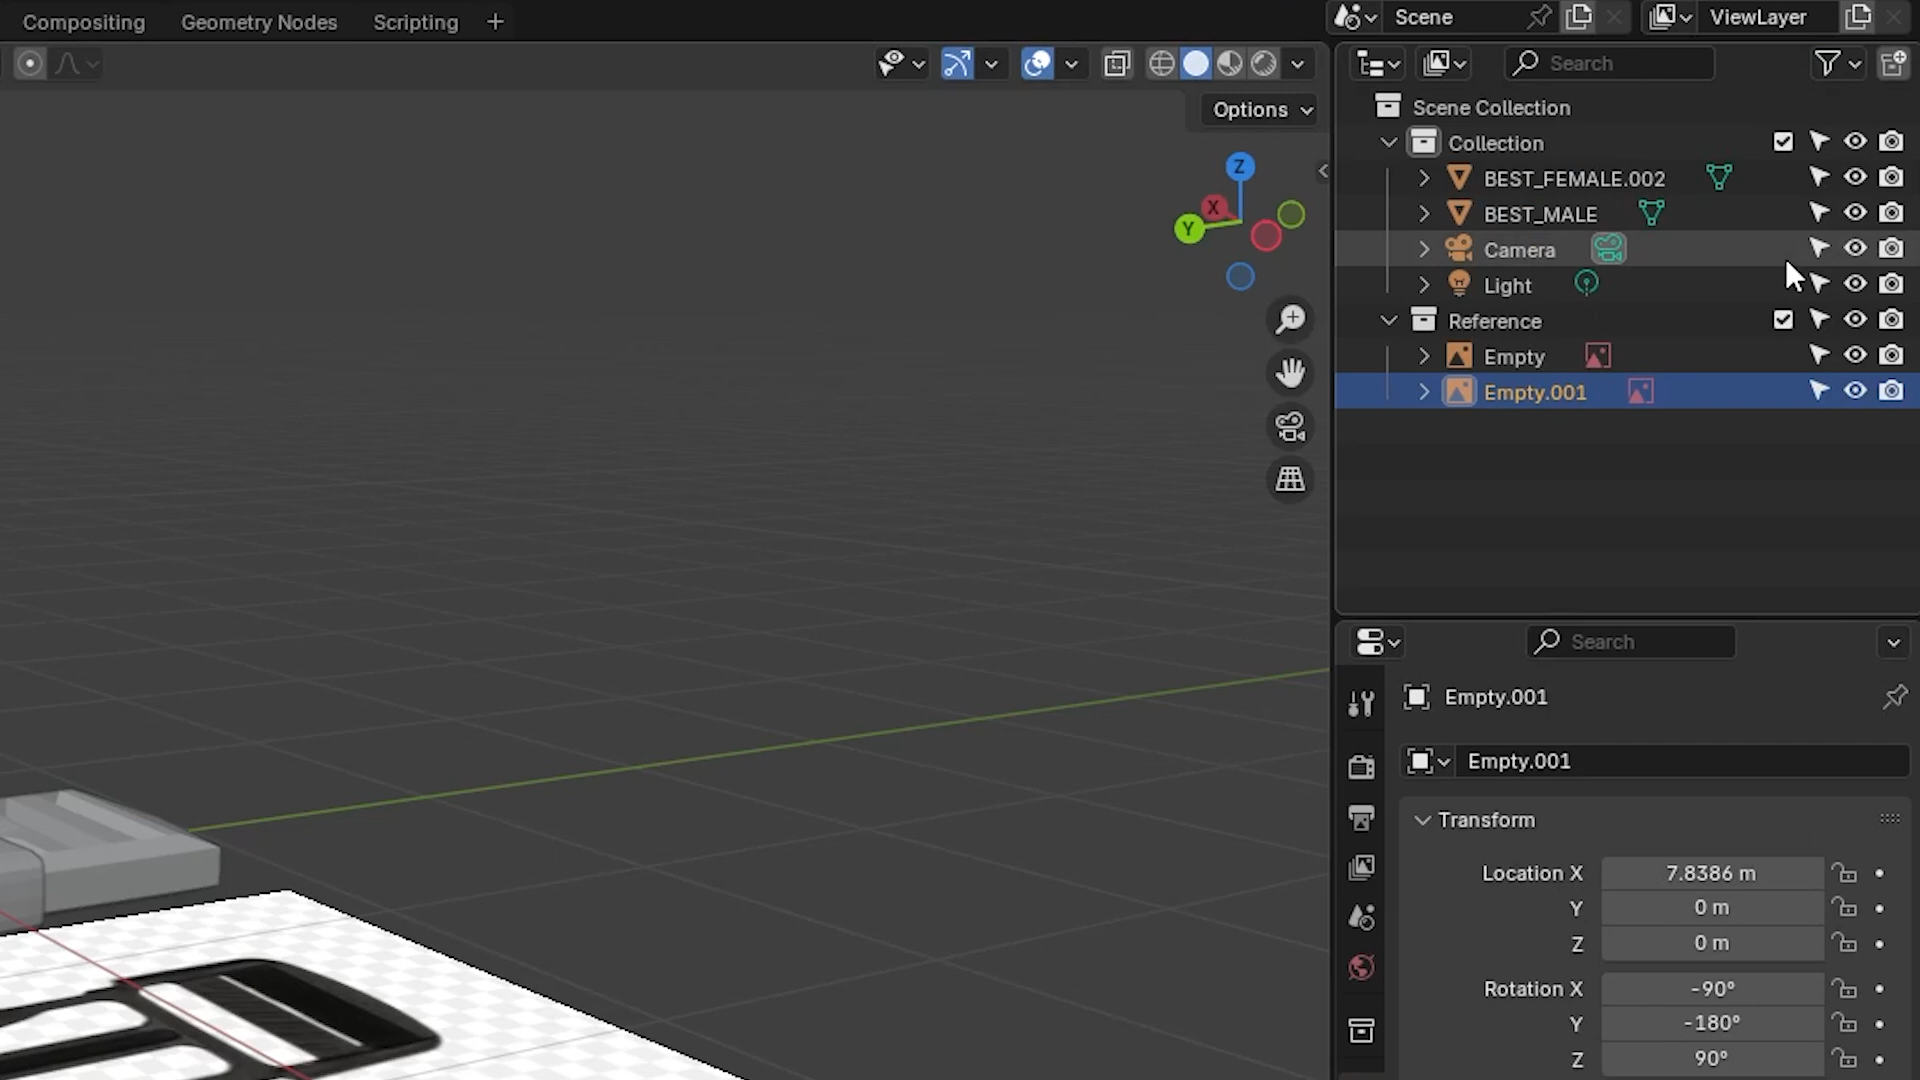 Compositing Geometry Nodes Scripting +
Scene
ViewLayer
Search
Options
Scene Collection
Collection
BEST_FEMALE.002
BEST_MALE
Camera
Light
Reference
Empty
Empty.001
Z
X
Y
Search
Empty.001
Empty.001
Transform
Location X 7.8386 m
Y 0 m
Z 0 m
Rotation X -90°
Y -180°
Z 90°